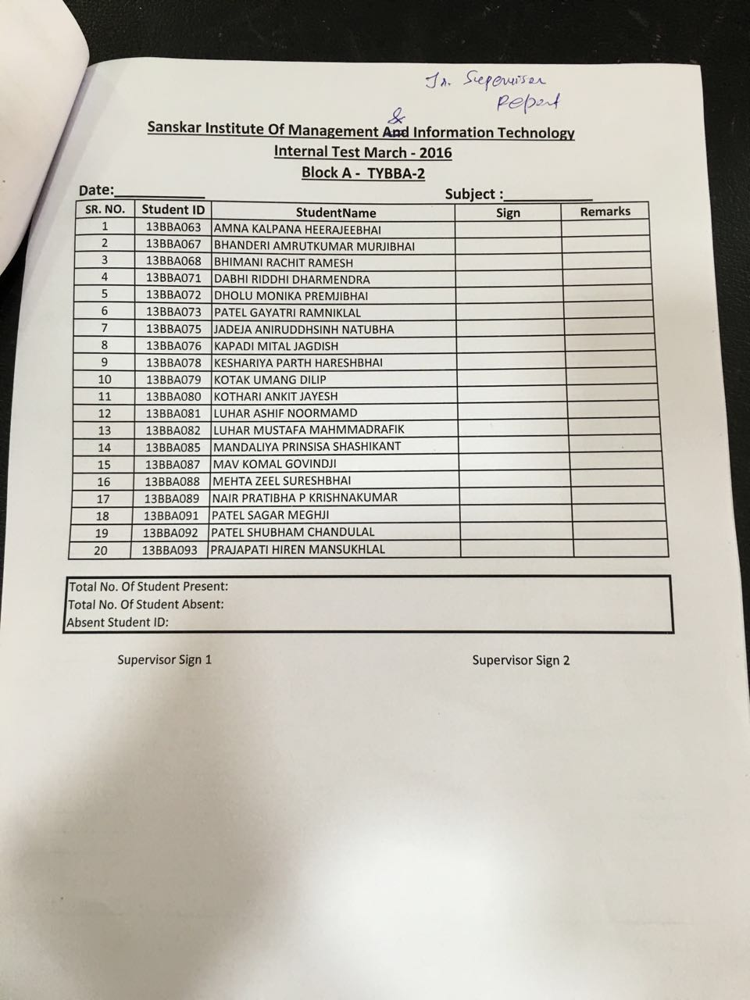 Jr. Supervisor
Report
&
Sanskar Institute Of Management And Information Technology
Internal Test March - 2016
Block A - TYBBA-2
Date:____________ Subject :____________
SR. NO. Student ID StudentName Sign Remarks
1 13BBA063 AMNA KALPANA HEERAJEEBHAI
2 13BBA067 BHANDERI AMRUTKUMAR MURJIBHAI
3 13BBA068 BHIMANI RACHIT RAMESH
4 13BBA071 DABHI RIDDHI DHARMENDRA
5 13BBA072 DHOLU MONIKA PREMJIBHAI
6 13BBA073 PATEL GAYATRI RAMNIKLAL
7 13BBA075 JADEJA ANIRUDDHSINH NATUBHA
8 13BBA076 KAPADI MITAL JAGDISH
9 13BBA078 KESHARIYA PARTH HARESHBHAI
10 13BBA079 KOTAK UMANG DILIP
11 13BBA080 KOTHARI ANKIT JAYESH
12 13BBA081 LUHAR ASHIF NOORMAMD
13 13BBA082 LUHAR MUSTAFA MAHMMADRAFIK
14 13BBA085 MANDALIYA PRINSISA SHASHIKANT
15 13BBA087 MAV KOMAL GOVINDJI
16 13BBA088 MEHTA ZEEL SURESHBHAI
17 13BBA089 NAIR PRATIBHA P KRISHNAKUMAR
18 13BBA091 PATEL SAGAR MEGHJI
19 13BBA092 PATEL SHUBHAM CHANDULAL
20 13BBA093 PRAJAPATI HIREN MANSUKHLAL
Total No. Of Student Present:
Total No. Of Student Absent:
Absent Student ID:
Supervisor Sign 1 Supervisor Sign 2